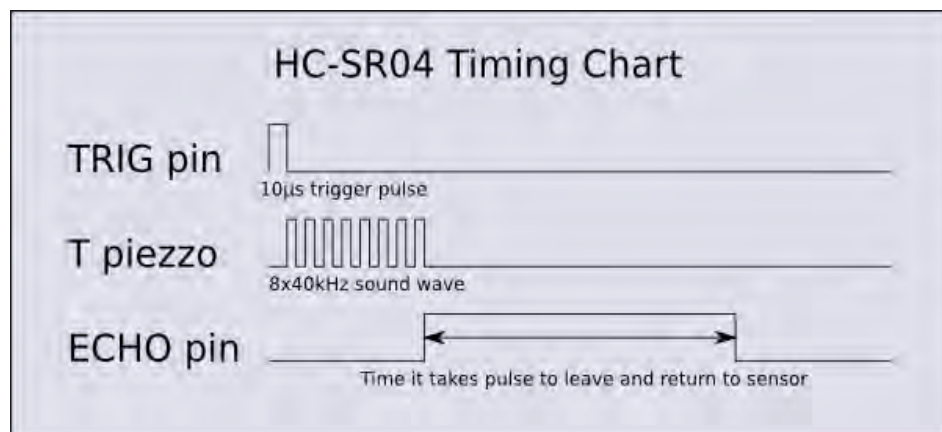 HC-SR04 Timing Chart
TRIG pin
10µs trigger pulse
T piezzo
8x40kHz sound wave
ECHO pin
Time it takes pulse to leave and return to sensor